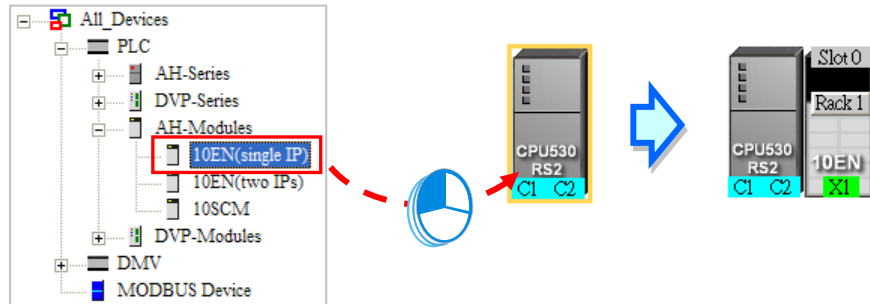 All_Devices
PLC
AH-Series
DVP-Series
AH-Modules
10EN(single IP)
10EN(two IPs)
10SCM
DVP-Modules
DMV
MODBUS Device
CPU530
RS2
C1 C2
CPU530
RS2
C1 C2
Slot 0
Rack 1
10EN
X1